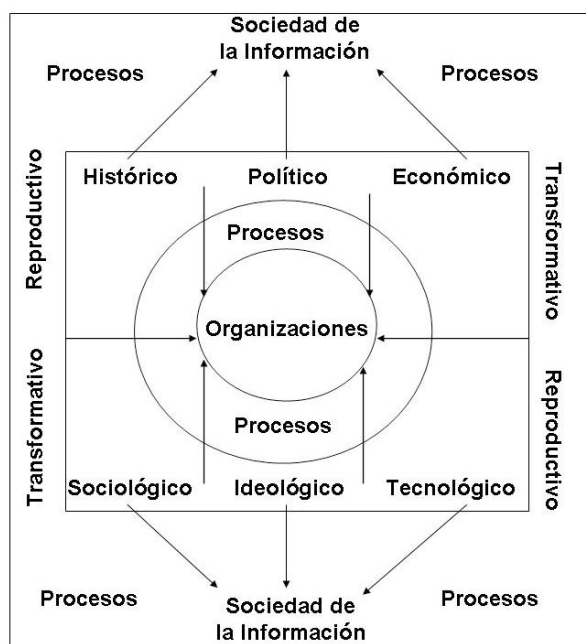 Sociedad de
la Información
Procesos
Procesos
Histórico
Político
Económico
Reproductivo
Transformativo
Procesos
Organizaciones
Procesos
Transformativo
Reproductivo
Sociológico
Ideológico
Tecnológico
Procesos
Procesos
Sociedad de
la Información